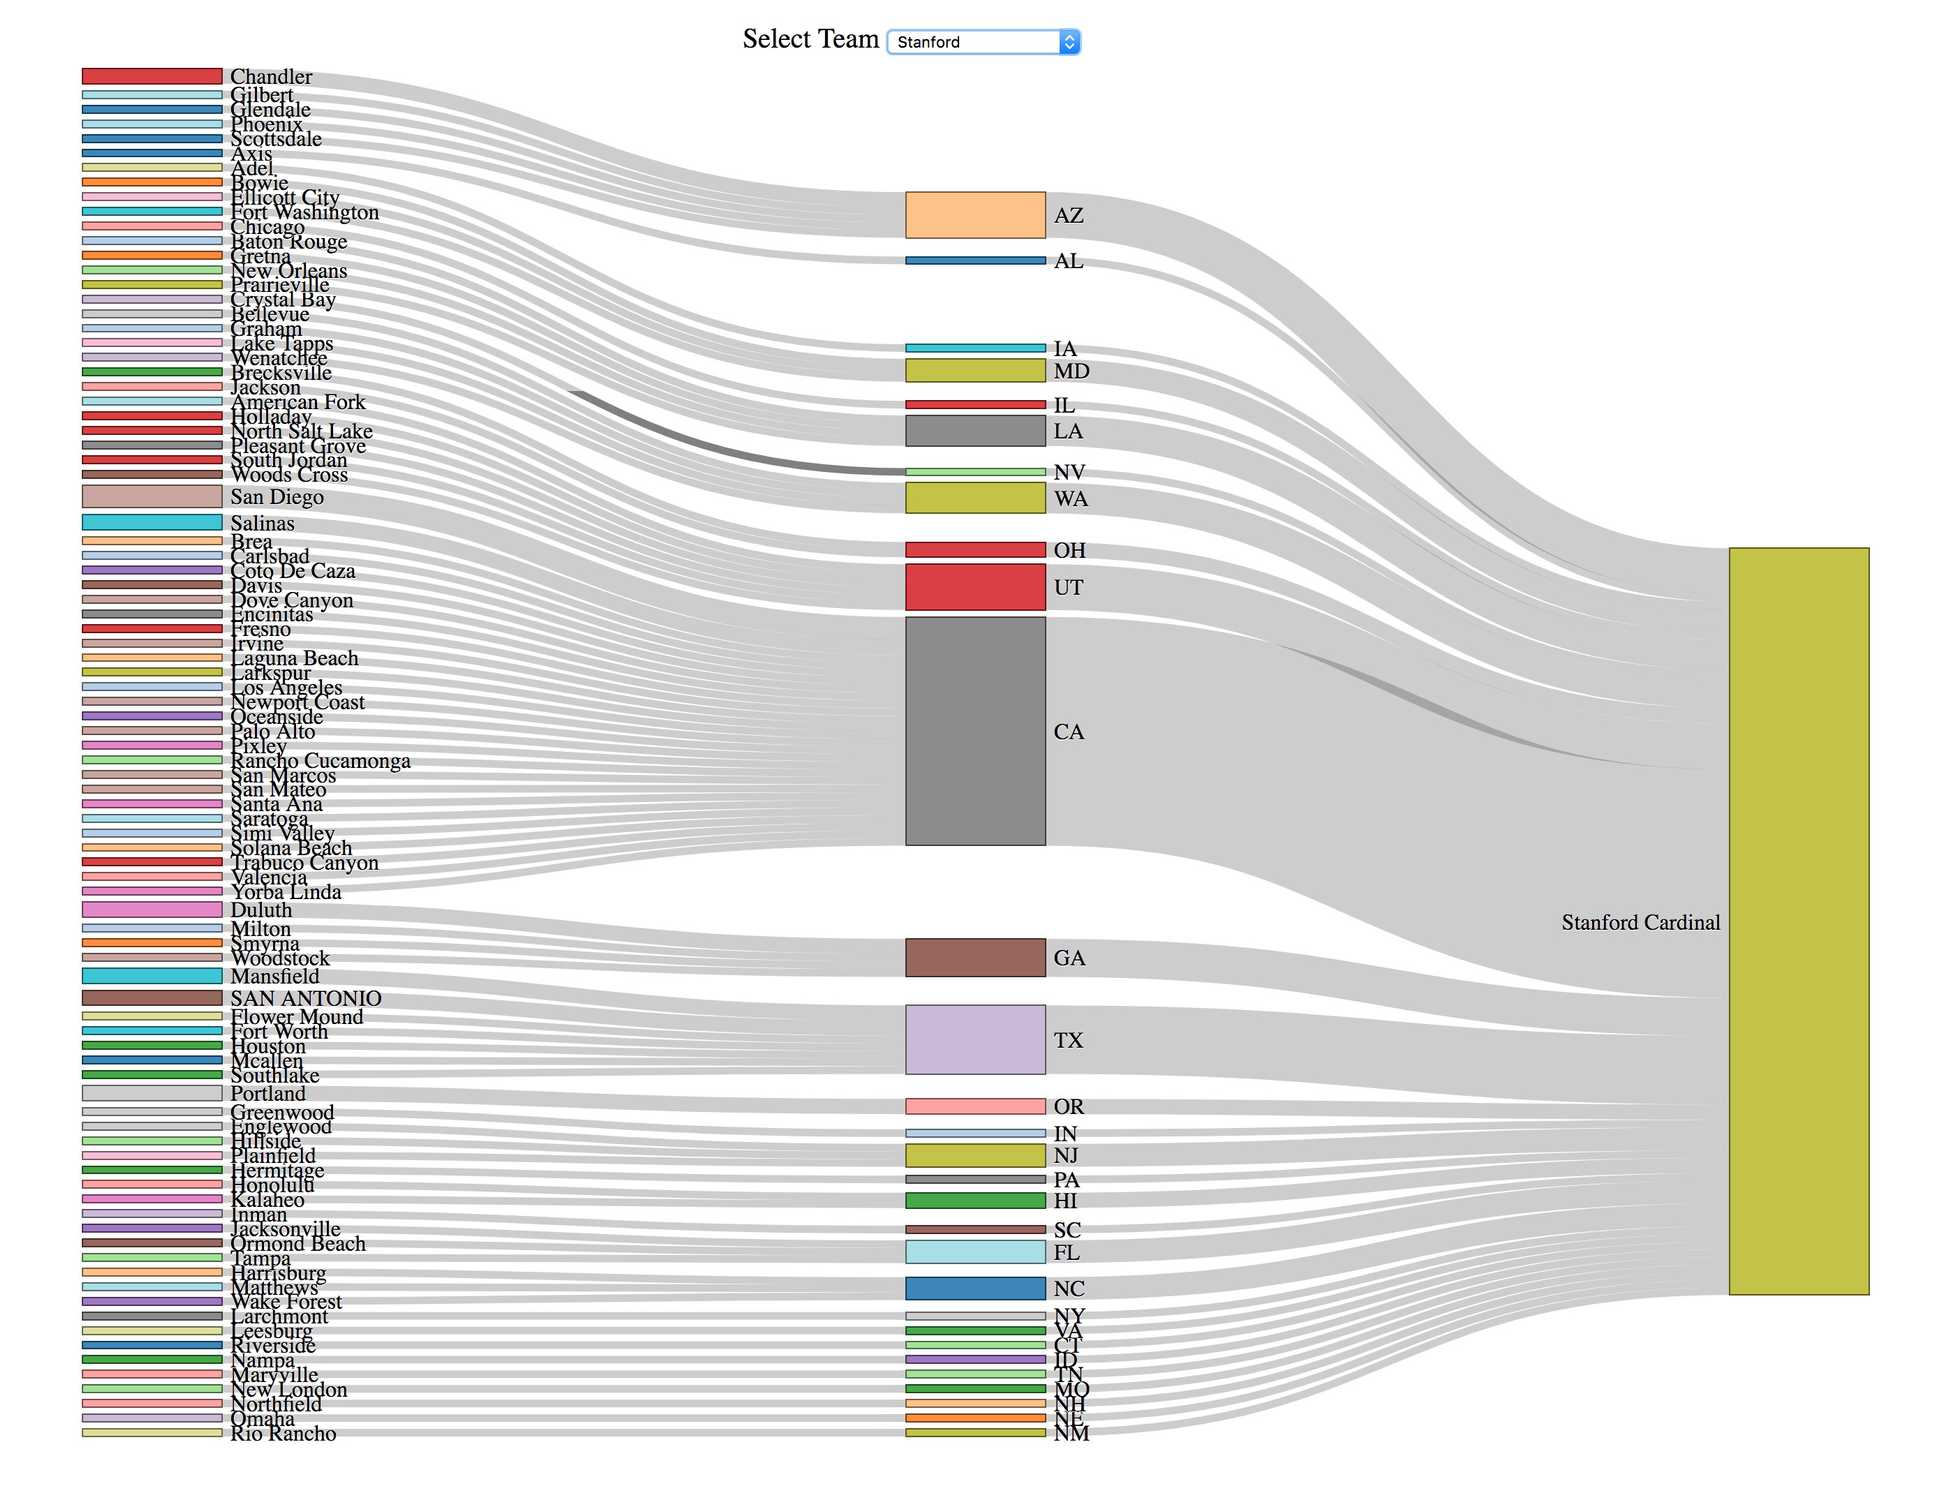 Select Team Stanford
Chandler
Gilbert
Glendale
Phoenix
Scottsdale
Axis
Adel
Bowie
Ellicott City
Fort Washington
Chicago
Baton Rouge
Gretna
New Orleans
Prairieville
Crystal Bay
Bellevue
Graham
Lake Tapps
Wenatchee
Brecksville
Jackson
American Fork
Holladay
North Salt Lake
Pleasant Grove
South Jordan
Woods Cross
San Diego
Salinas
Brea
Carlsbad
Coto De Caza
Davis
Dove Canyon
Encinitas
Fresno
Irvine
Laguna Beach
Larkspur
Los Angeles
Newport Coast
Oceanside
Palo Alto
Pixley
Rancho Cucamonga
San Marcos
San Mateo
Santa Ana
Saratoga
Simi Valley
Solana Beach
Trabuco Canyon
Valencia
Yorba Linda
Duluth
Milton
Smyrna
Woodstock
Mansfield
SAN ANTONIO
Flower Mound
Fort Worth
Houston
Mcallen
Southlake
Portland
Greenwood
Englewood
Hillside
Plainfield
Hermitage
Honolulu
Kalaheo
Inman
Jacksonville
Ormond Beach
Tampa
Harrisburg
Matthews
Wake Forest
Larchmont
Leesburg
Riverside
Nampa
Maryville
New London
Northfield
Omaha
Rio Rancho
AZ
AL
IA
MD
IL
LA
NV
WA
OH
UT
CA
GA
TX
OR
IN
NJ
PA
HI
SC
FL
NC
NY
VA
CT
ID
TN
MO
NH
NE
NM
Stanford Cardinal